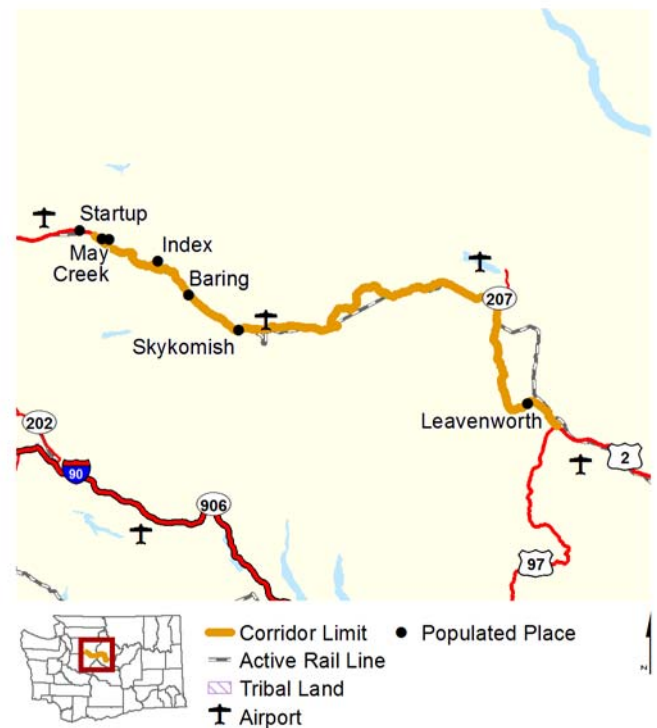 Startup
May
Creek
Index
Baring
Skykomish
207
Leavenworth
202
90
906
2
97
Corridor Limit
Populated Place
Active Rail Line
Tribal Land
Airport
N